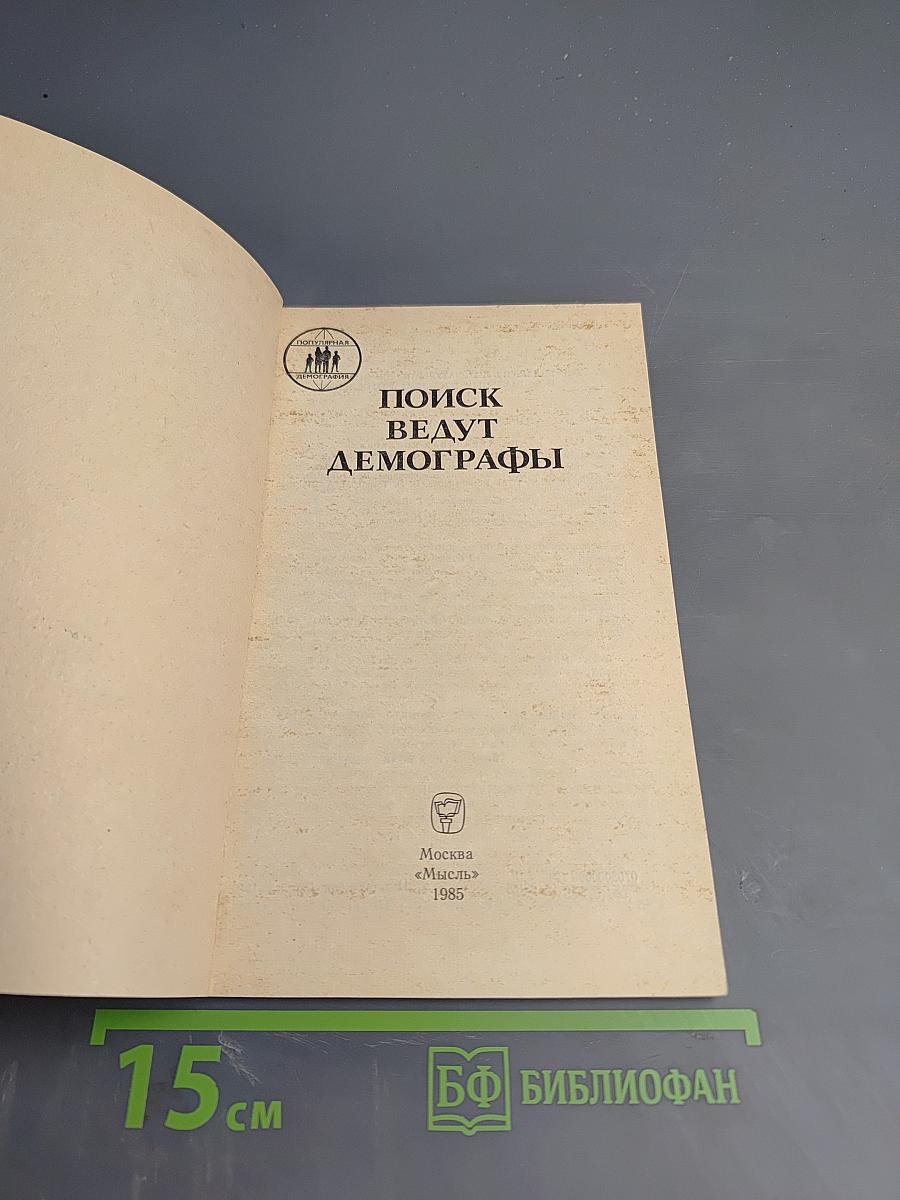 ПОПУЛЯРНАЯ
ДЕМОГРАФИЯ
ПОИСК
ВЕДУТ
ДЕМОГРАФЫ
Москва
«Мысль»
1985
15 см
БФ БИБЛИОФАН